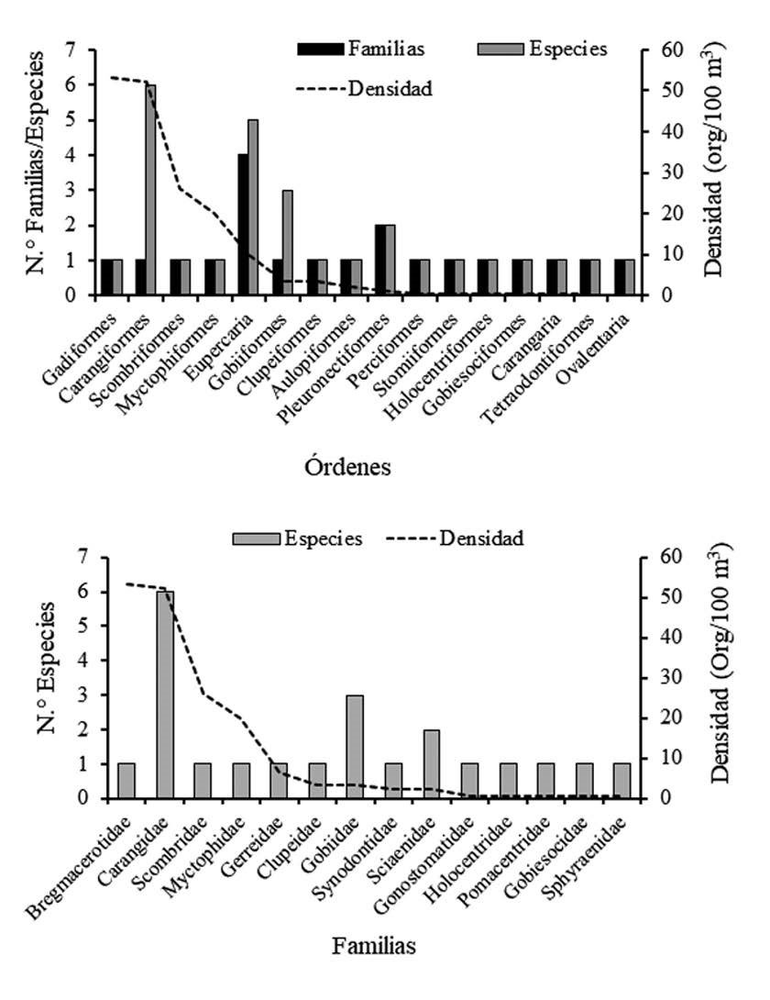 Familias
Especies
Densidad
N.° Familias/Especies
7
6
5
4
3
2
1
0
60
50
40
30
20
10
0
Densidad (org/100 m³)
Gadiformes
Carangiformes
Scombriformes
Myctophiformes
Eupercaria
Gobiiformes
Clupeiformes
Aulopiformes
Pleuronectiformes
Perciformes
Stomiiformes
Holocentriformes
Gobiesociformes
Carangaria
Tetraodontiformes
Ovalentaria
Órdenes
Especies
Densidad
N.° Especies
7
6
5
4
3
2
1
0
60
50
40
30
20
10
0
Densidad (Org/100 m³)
Bregmacerotidae
Carangidae
Scombridae
Myctophidae
Gerreidae
Clupeidae
Gobiidae
Synodontidae
Sciaenidae
Gonostomatidae
Holocentridae
Pomacentridae
Gobiesocidae
Sphyraenidae
Familias